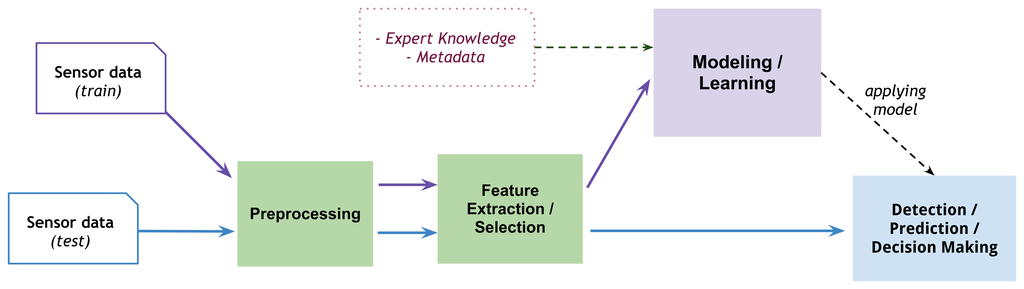 - Expert Knowledge
- Metadata
Sensor data
(train)
Modeling /
Learning
applying
model
Preprocessing
Feature
Extraction /
Selection
Sensor data
(test)
Detection /
Prediction /
Decision Making